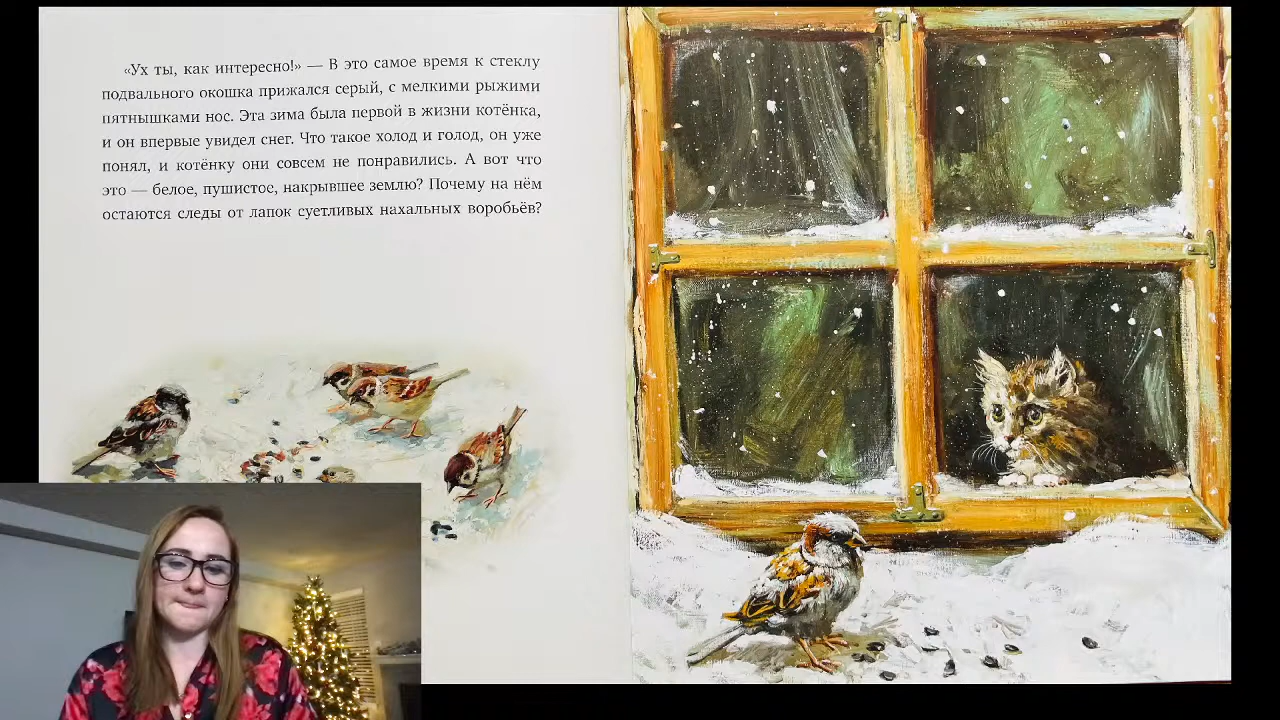 «Ух ты, как интересно!» — В это самое время к стеклу
подвального окошка прижался серый, с мелкими рыжими
пятнышками нос. Эта зима была первой в жизни котёнка,
и он впервые увидел снег. Что такое холод и голод, он уже
понял, и котёнку они совсем не понравились. А вот что
это — белое, пушистое, накрывшее землю? Почему на нём
остаются следы от лапок суетливых нахальных воробьёв?